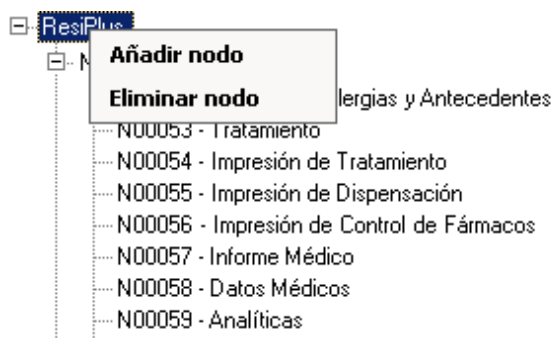 ResiPlus
Añadir nodo
Eliminar nodo
lergias y Antecedentes
N00053 - Tratamiento
N00054 - Impresión de Tratamiento
N00055 - Impresión de Dispensación
N00056 - Impresión de Control de Fármacos
N00057 - Informe Médico
N00058 - Datos Médicos
N00059 - Analíticas